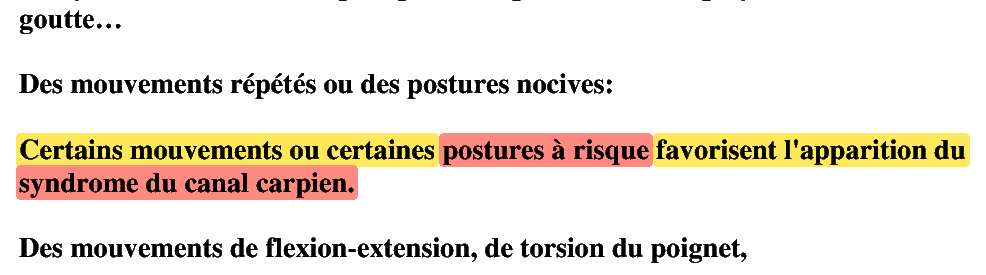 goutte…
Des mouvements répétés ou des postures nocives:
Certains mouvements ou certaines postures à risque favorisent l'apparition du
syndrome du canal carpien.
Des mouvements de flexion-extension, de torsion du poignet,